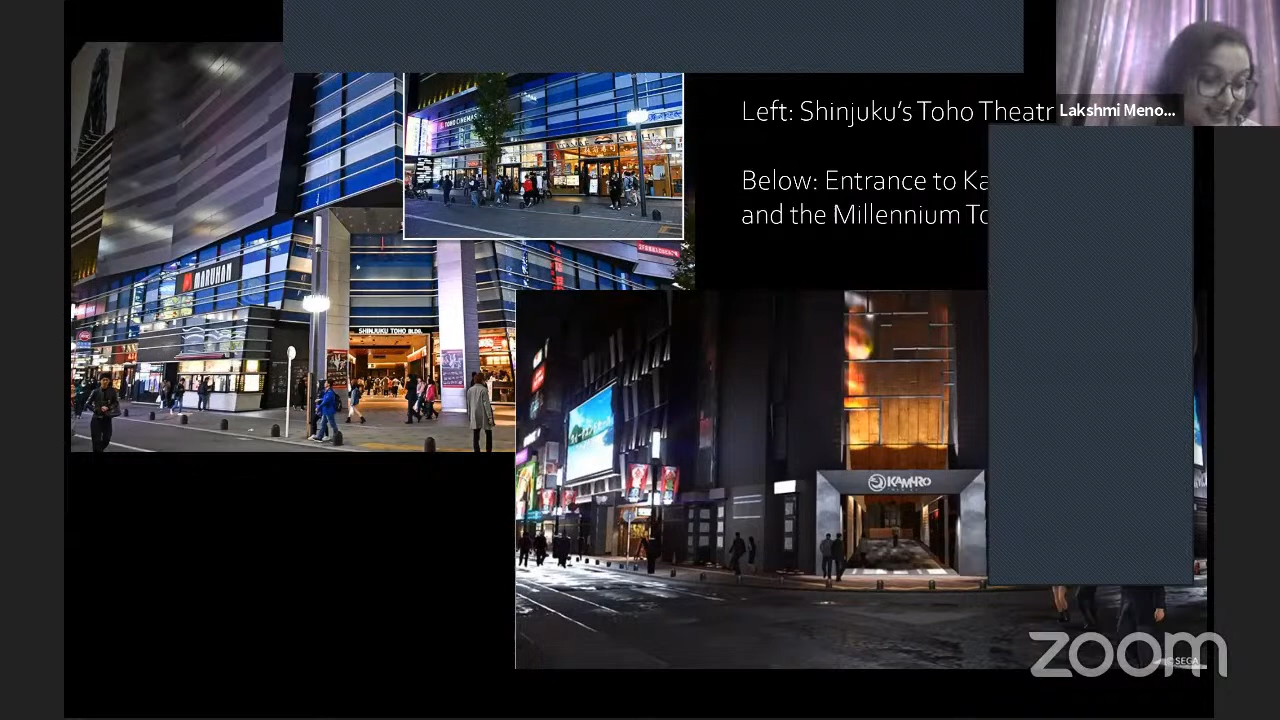 Left: Shinjuku's Toho Theatr
Lakshmi Meno...
Below: Entrance to Ka
and the Millennium To
TOHO CINEMAS
MARUHAN
SHINJUKU TOHO BLDG.
KAMURO
©SEGA
zoom